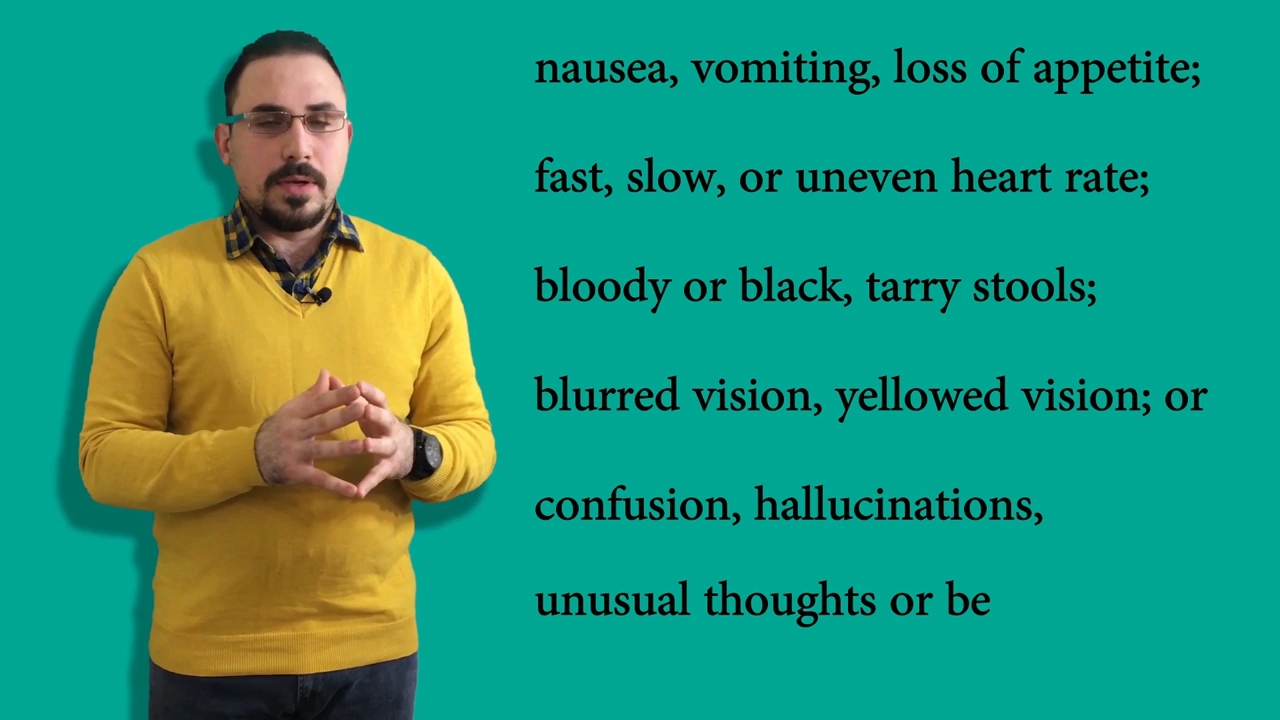 nausea, vomiting, loss of appetite;
fast, slow, or uneven heart rate;
bloody or black, tarry stools;
blurred vision, yellowed vision; or
confusion, hallucinations,
unusual thoughts or be